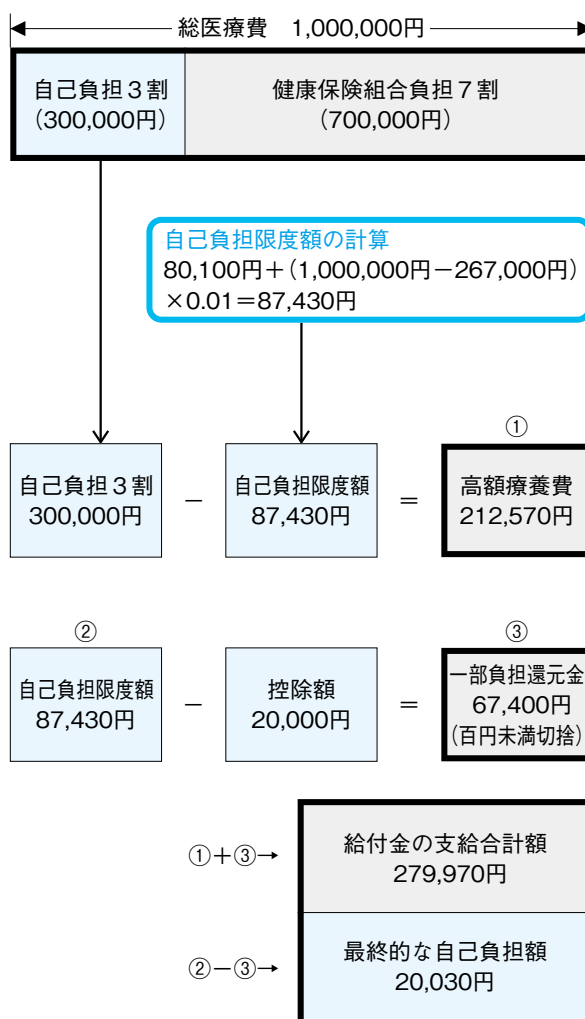 総医療費 1,000,000円
自己負担3割
（300,000円）
健康保険組合負担7割
（700,000円）
自己負担限度額の計算
80,100円＋（1,000,000円－267,000円）
×0.01＝87,430円
①
自己負担3割
300,000円
－
自己負担限度額
87,430円
＝
高額療養費
212,570円
②
③
自己負担限度額
87,430円
－
控除額
20,000円
＝
一部負担還元金
67,400円
（百円未満切捨）
①＋③→
給付金の支給合計額
279,970円
②－③→
最終的な自己負担額
20,030円